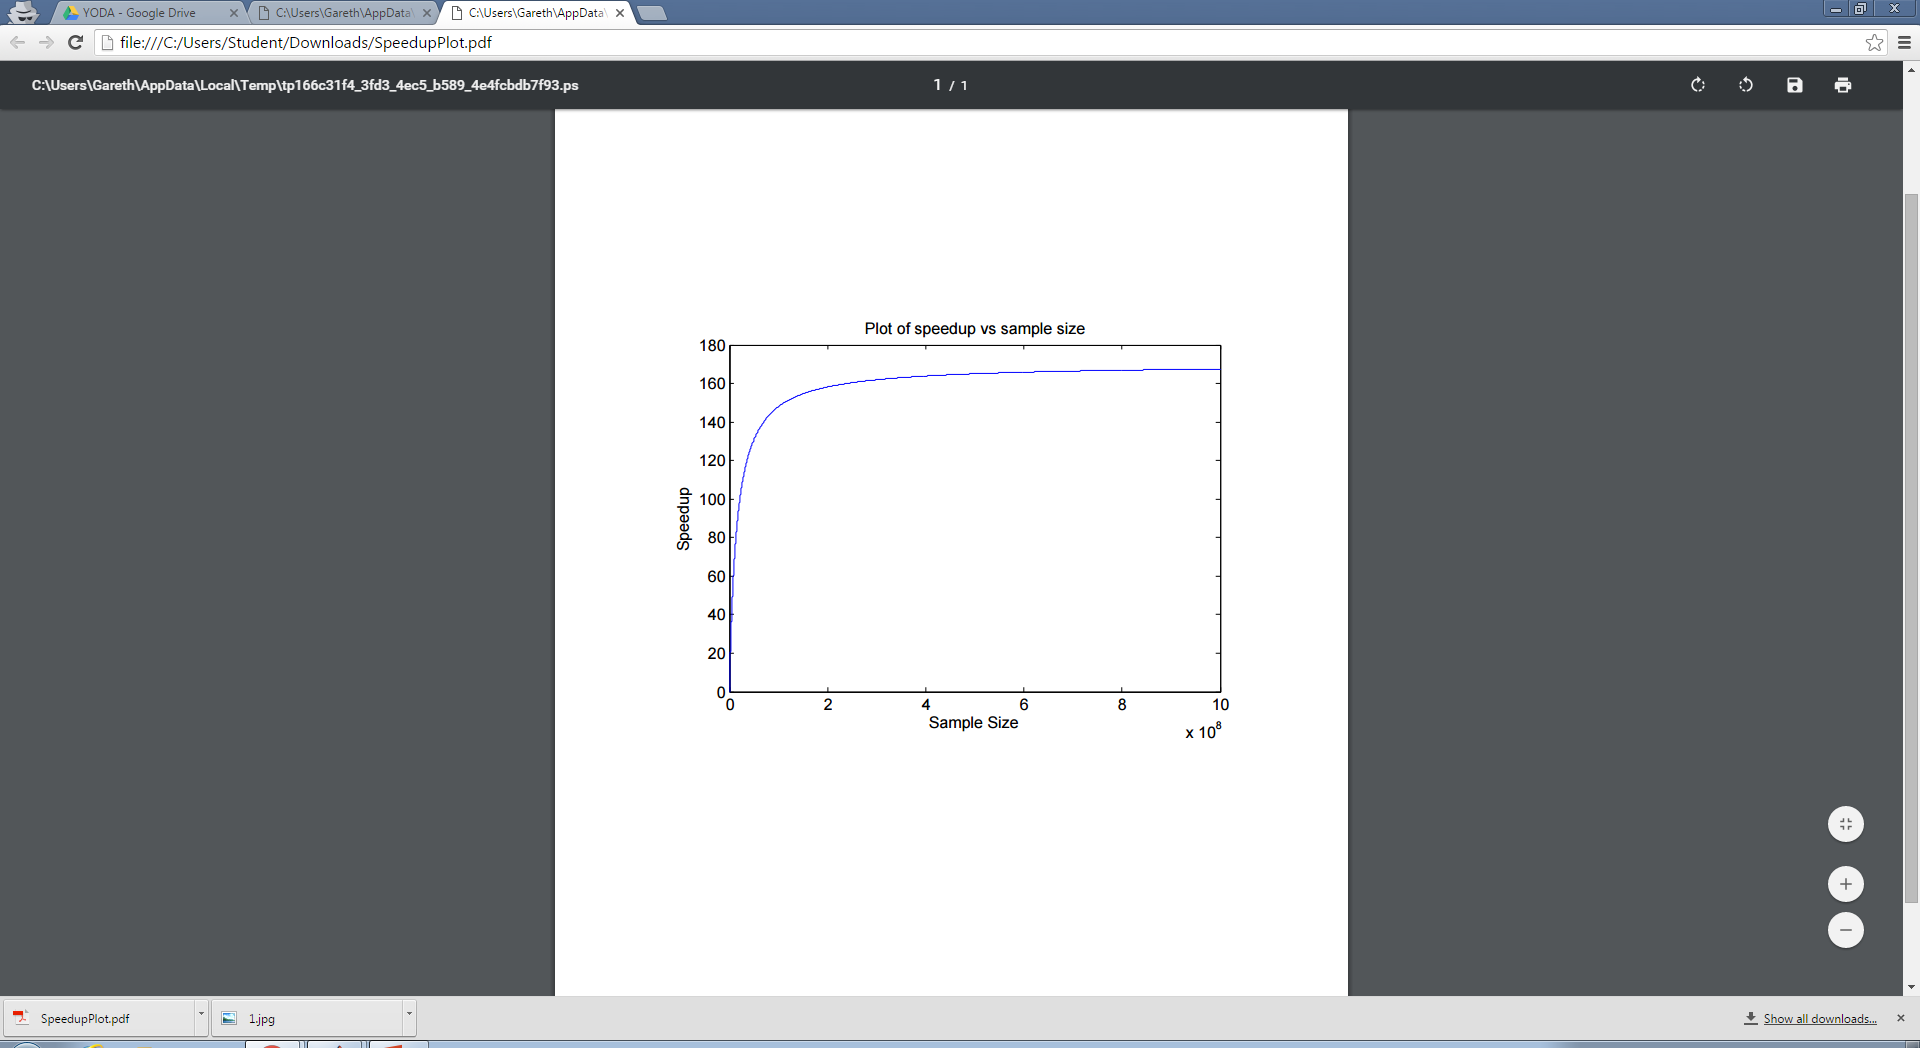 YODA - Google Drive
C:\Users\Gareth\AppData\
C:\Users\Gareth\AppData\
file:///C:/Users/Student/Downloads/SpeedupPlot.pdf
C:\Users\Gareth\AppData\Local\Temp\tp166c31f4_3fd3_4ec5_b589_4e4fcbdb7f93.ps
1 / 1
Plot of speedup vs sample size
180
160
140
120
100
80
60
40
20
0
Speedup
0 2 4 6 8 10
Sample Size
x 10⁸
SpeedupPlot.pdf
1.jpg
Show all downloads...